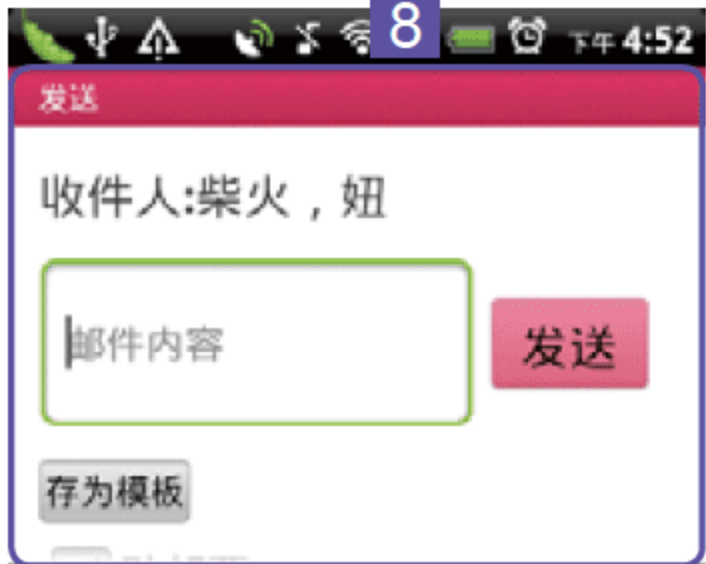 8
下午 4:52
发送
收件人:柴火，妞
邮件内容
发送
存为模板